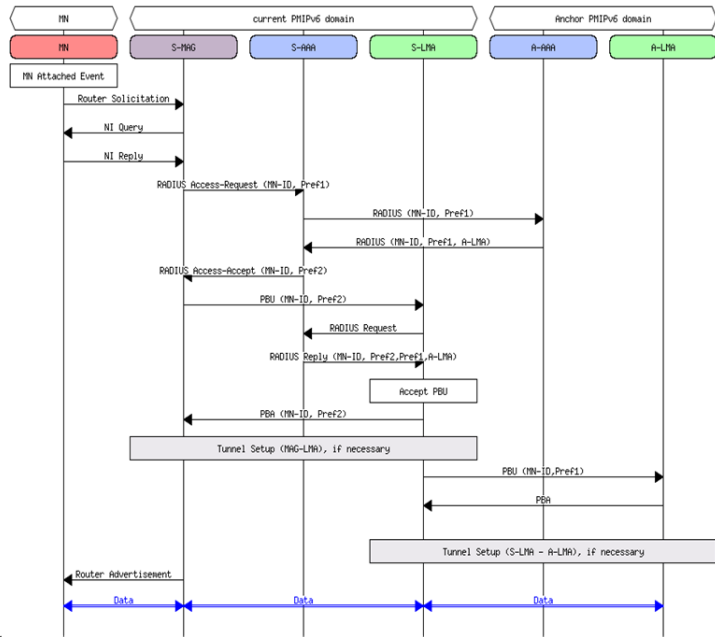 MN
current PMIPv6 domain
Anchor PMIPv6 domain
MN
S-MAG
S-AAA
S-LMA
A-AAA
A-LMA
MN Attached Event
Router Solicitation
NI Query
NI Reply
RADIUS Access-Request (MN-ID, Pref1)
RADIUS (MN-ID, Pref1)
RADIUS (MN-ID, Pref1, A-LMA)
RADIUS Access-Accept (MN-ID, Pref2)
PBU (MN-ID, Pref2)
RADIUS Request
RADIUS Reply (MN-ID, Pref2,Pref1,A-LMA)
Accept PBU
PBA (MN-ID, Pref2)
Tunnel Setup (MAG-LMA), if necessary
PBU (MN-ID,Pref1)
PBA
Tunnel Setup (S-LMA - A-LMA), if necessary
Router Advertisement
Data
Data
Data